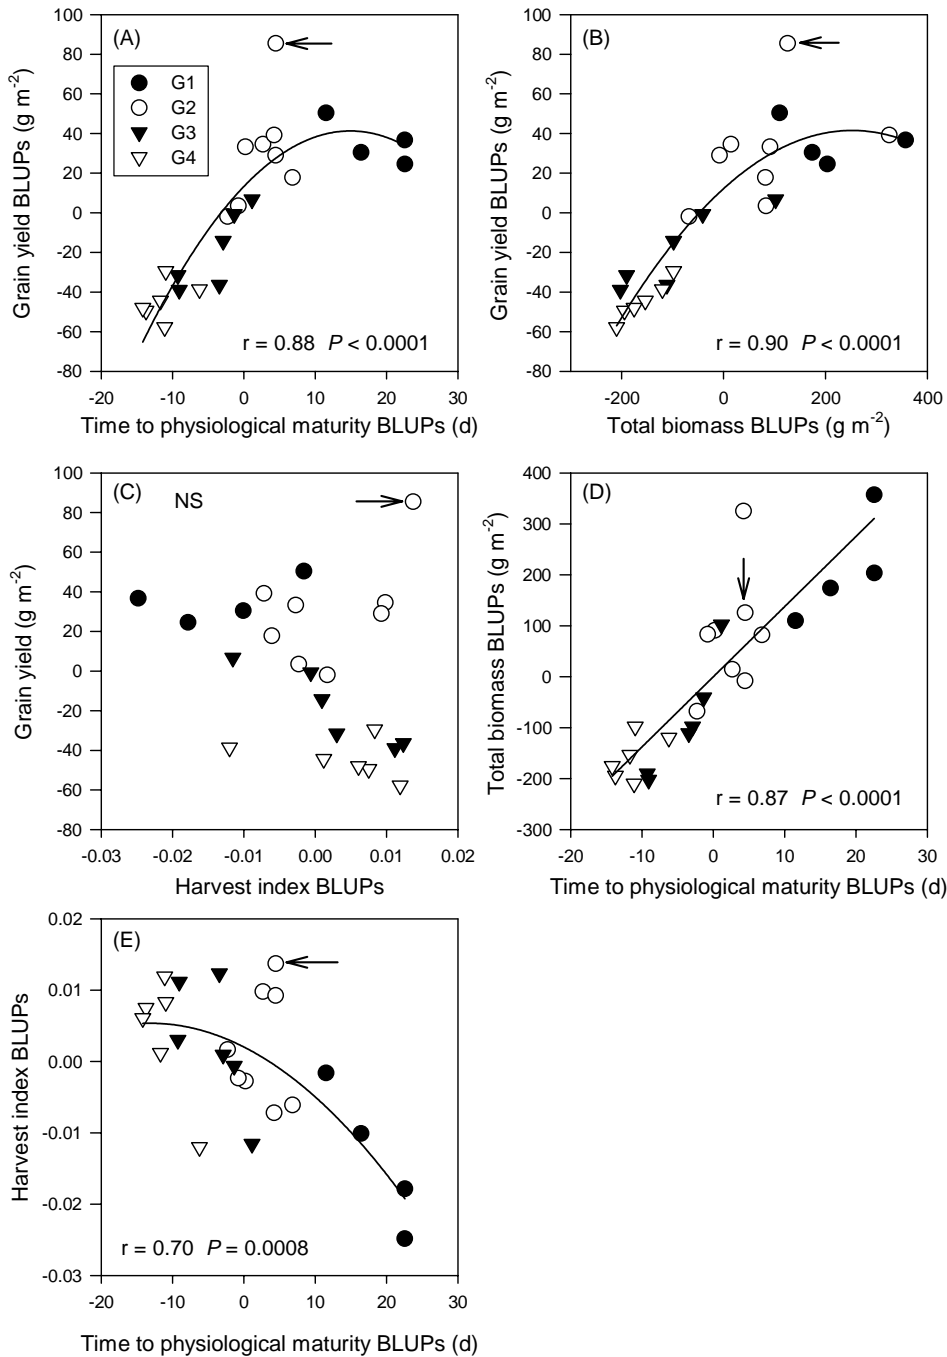 (A)
G1
G2
G3
G4
r = 0.88 P < 0.0001
100
80
60
40
20
0
-20
-40
-60
-80
Grain yield BLUPs (g m-2)
-20 -10 0 10 20 30
Time to physiological maturity BLUPs (d)
(B)
r = 0.90 P < 0.0001
100
80
60
40
20
0
-20
-40
-60
-80
Grain yield BLUPs (g m-2)
-200 0 200 400
Total biomass BLUPs (g m-2)
(C) NS
100
80
60
40
20
0
-20
-40
-60
-80
Grain yield (g m-2)
-0.03 -0.02 -0.01 0.00 0.01 0.02
Harvest index BLUPs
(D)
r = 0.87 P < 0.0001
400
300
200
100
0
-100
-200
-300
Total biomass BLUPs (g m-2)
-20 -10 0 10 20 30
Time to physiological maturity BLUPs (d)
(E)
r = 0.70 P = 0.0008
0.02
0.01
0.00
-0.01
-0.02
-0.03
Harvest index BLUPs
-20 -10 0 10 20 30
Time to physiological maturity BLUPs (d)